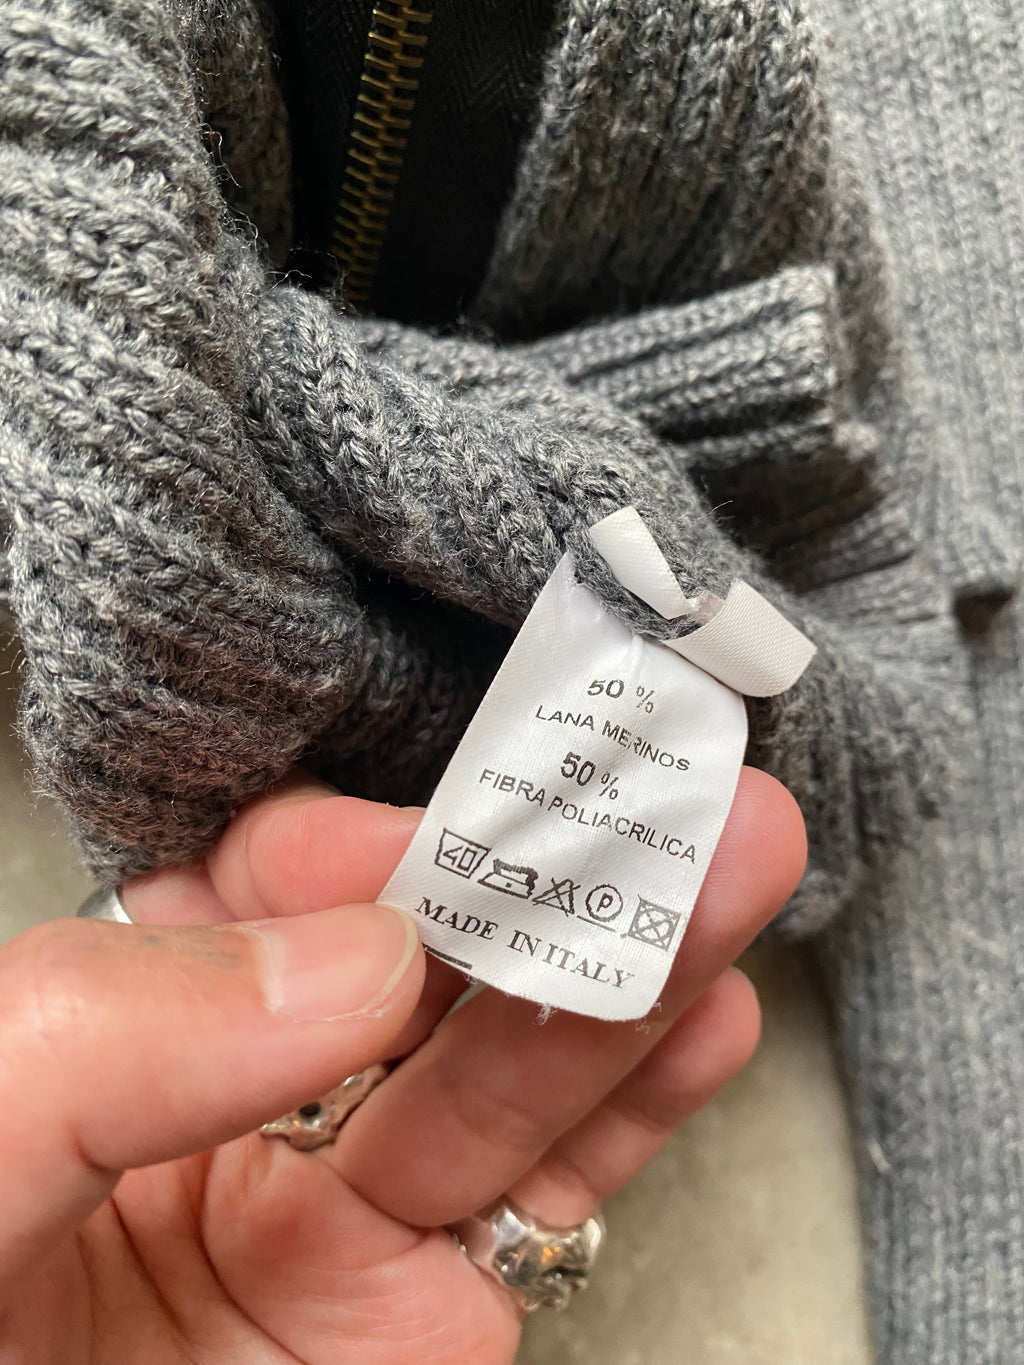 50 %
LANA MERINOS
50 %
FIBRA POLIACRILICA
40 P
MADE IN ITALY